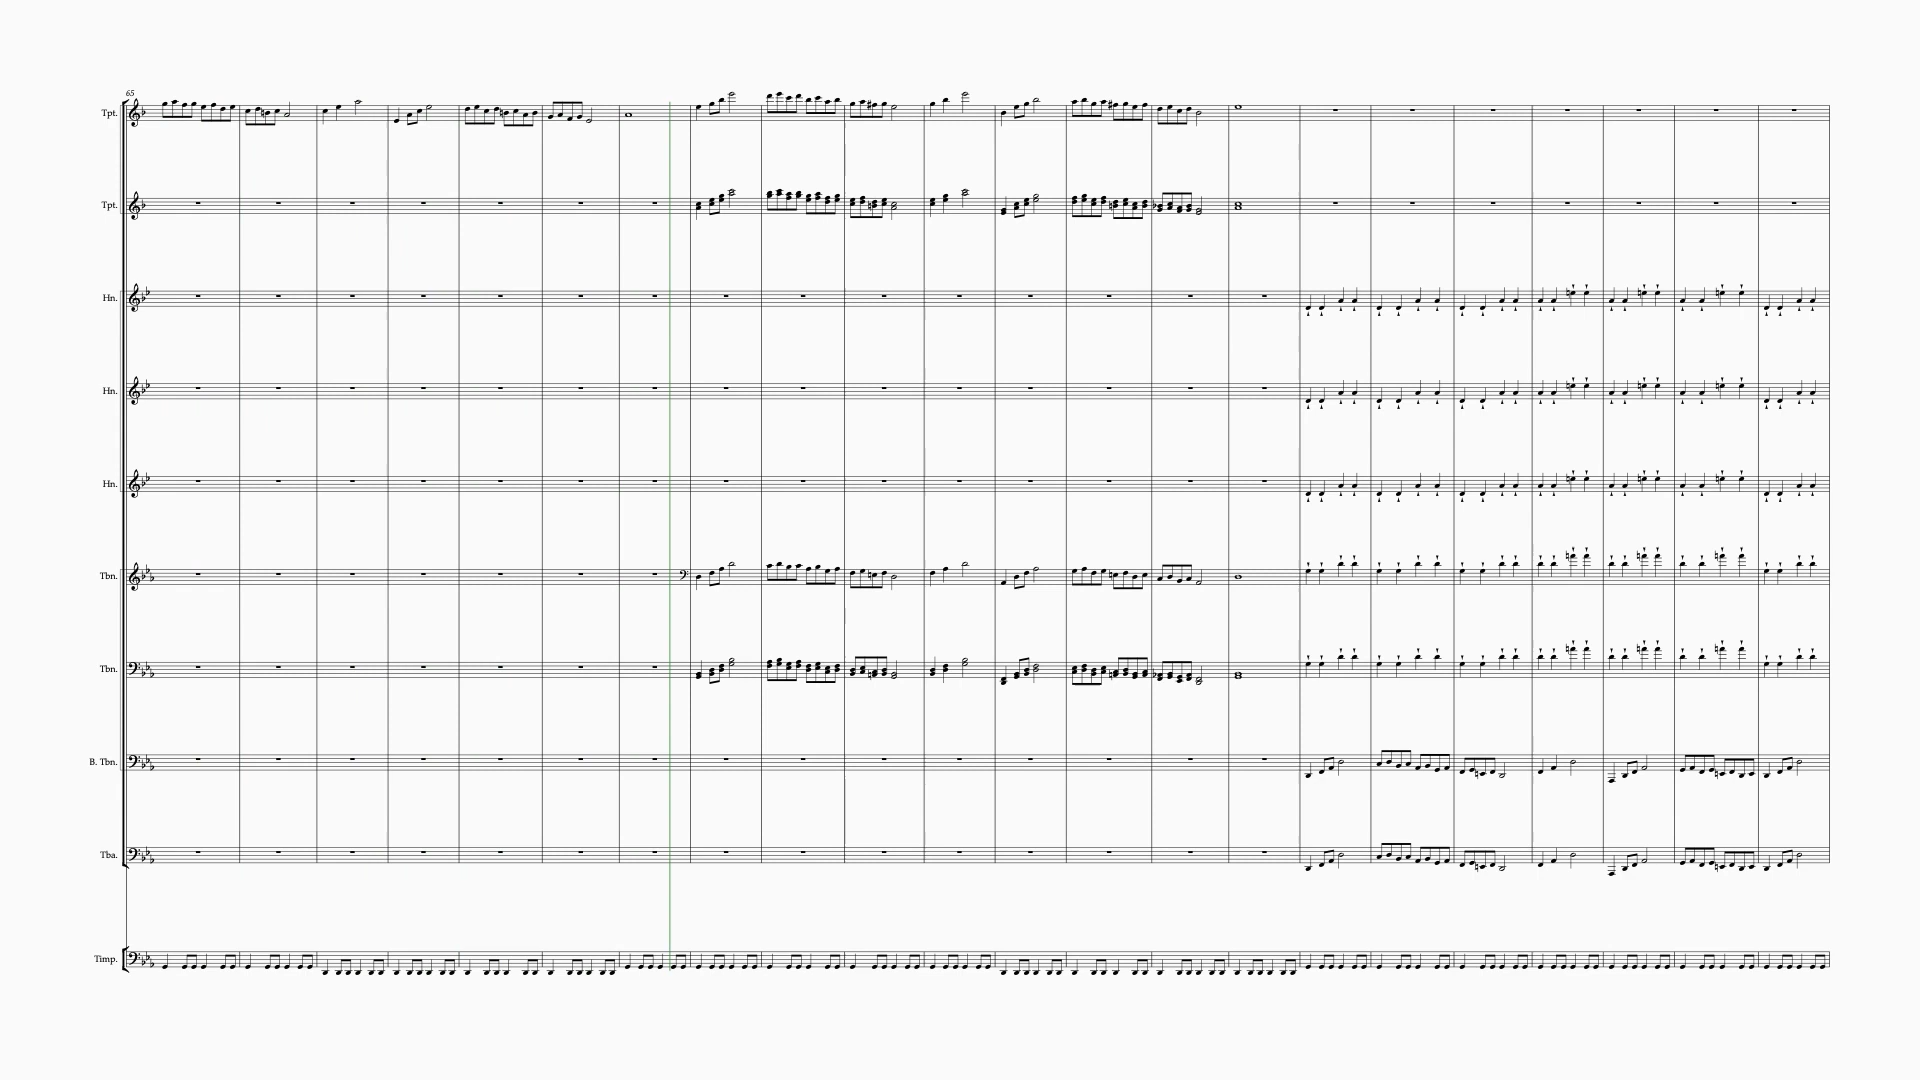 65
Tpt.
Tpt.
Hn.
Hn.
Hn.
Tbn.
Tbn.
B. Tbn.
Tba.
Timp.